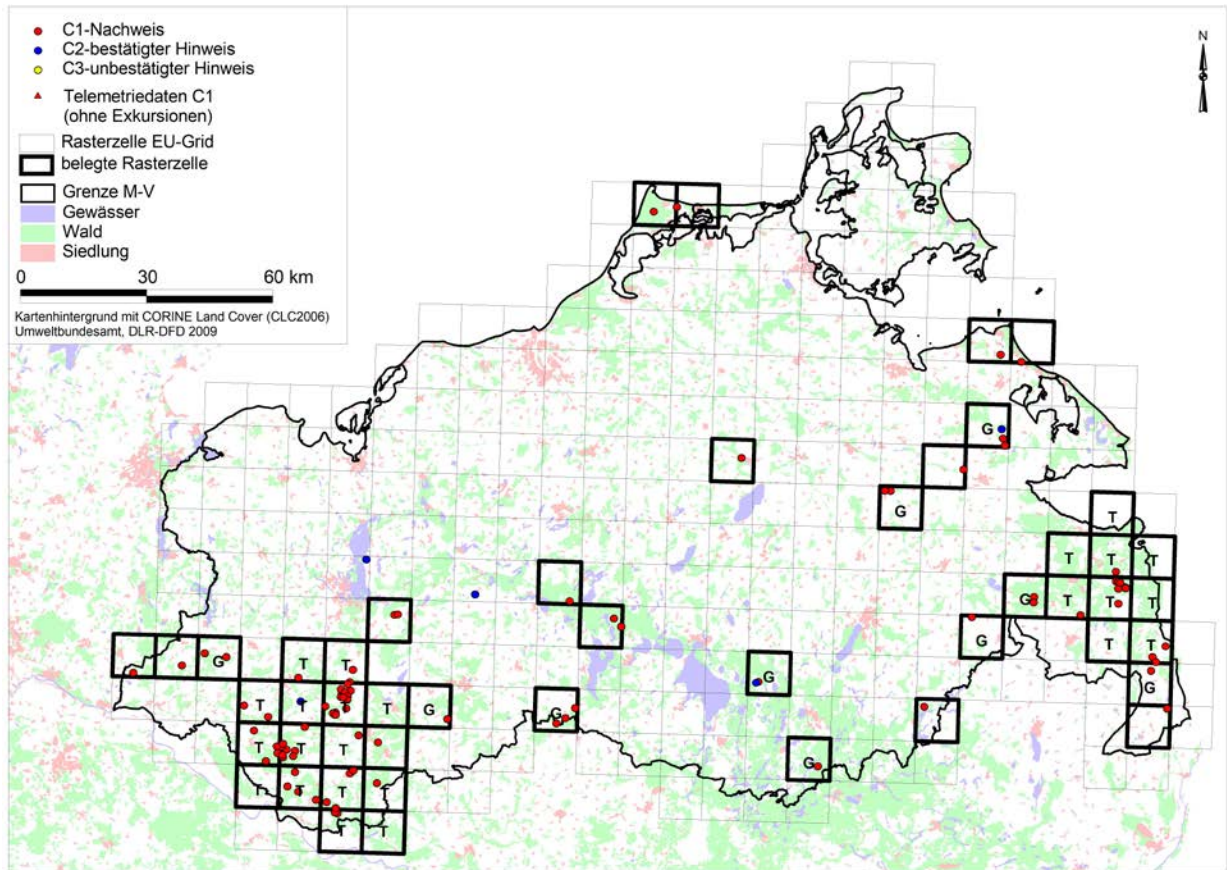 C1-Nachweis
C2-bestätigter Hinweis
C3-unbestätigter Hinweis
Telemetriedaten C1
(ohne Exkursionen)
Rasterzelle EU-Grid
belegte Rasterzelle
Grenze M-V
Gewässer
Wald
Siedlung
0 30 60 km
Kartenhintergrund mit CORINE Land Cover (CLC2006)
Umweltbundesamt, DLR-DFD 2009
N
G
G
T
T T T
G T T T
G T T
G T T
G G
T T T T G
G
T T T
G
T T T
T T